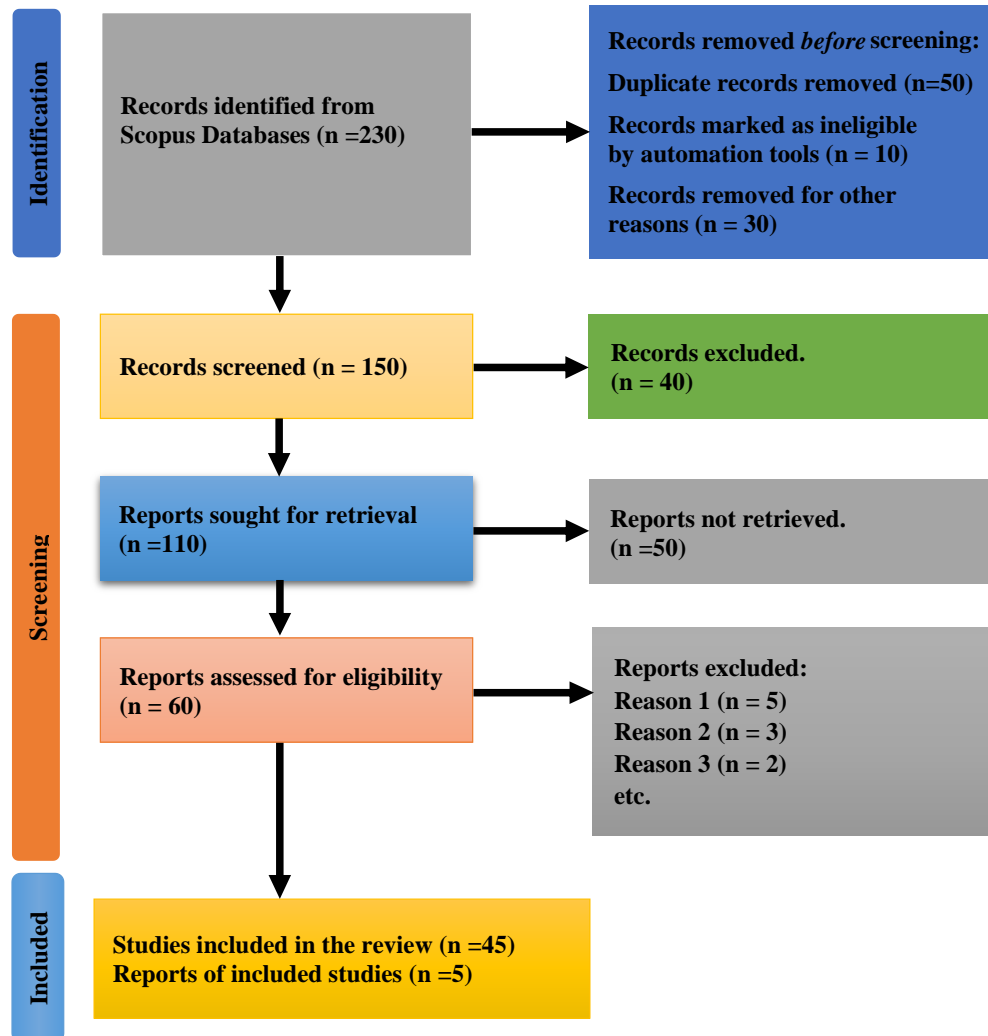 Identification
Records identified from
Scopus Databases (n =230)
Records removed before screening:
Duplicate records removed (n=50)
Records marked as ineligible
by automation tools (n = 10)
Records removed for other
reasons (n = 30)
Screening
Records screened (n = 150)
Records excluded.
(n = 40)
Reports sought for retrieval
(n =110)
Reports not retrieved.
(n =50)
Reports assessed for eligibility
(n = 60)
Reports excluded:
Reason 1 (n = 5)
Reason 2 (n = 3)
Reason 3 (n = 2)
etc.
Included
Studies included in the review (n =45)
Reports of included studies (n =5)